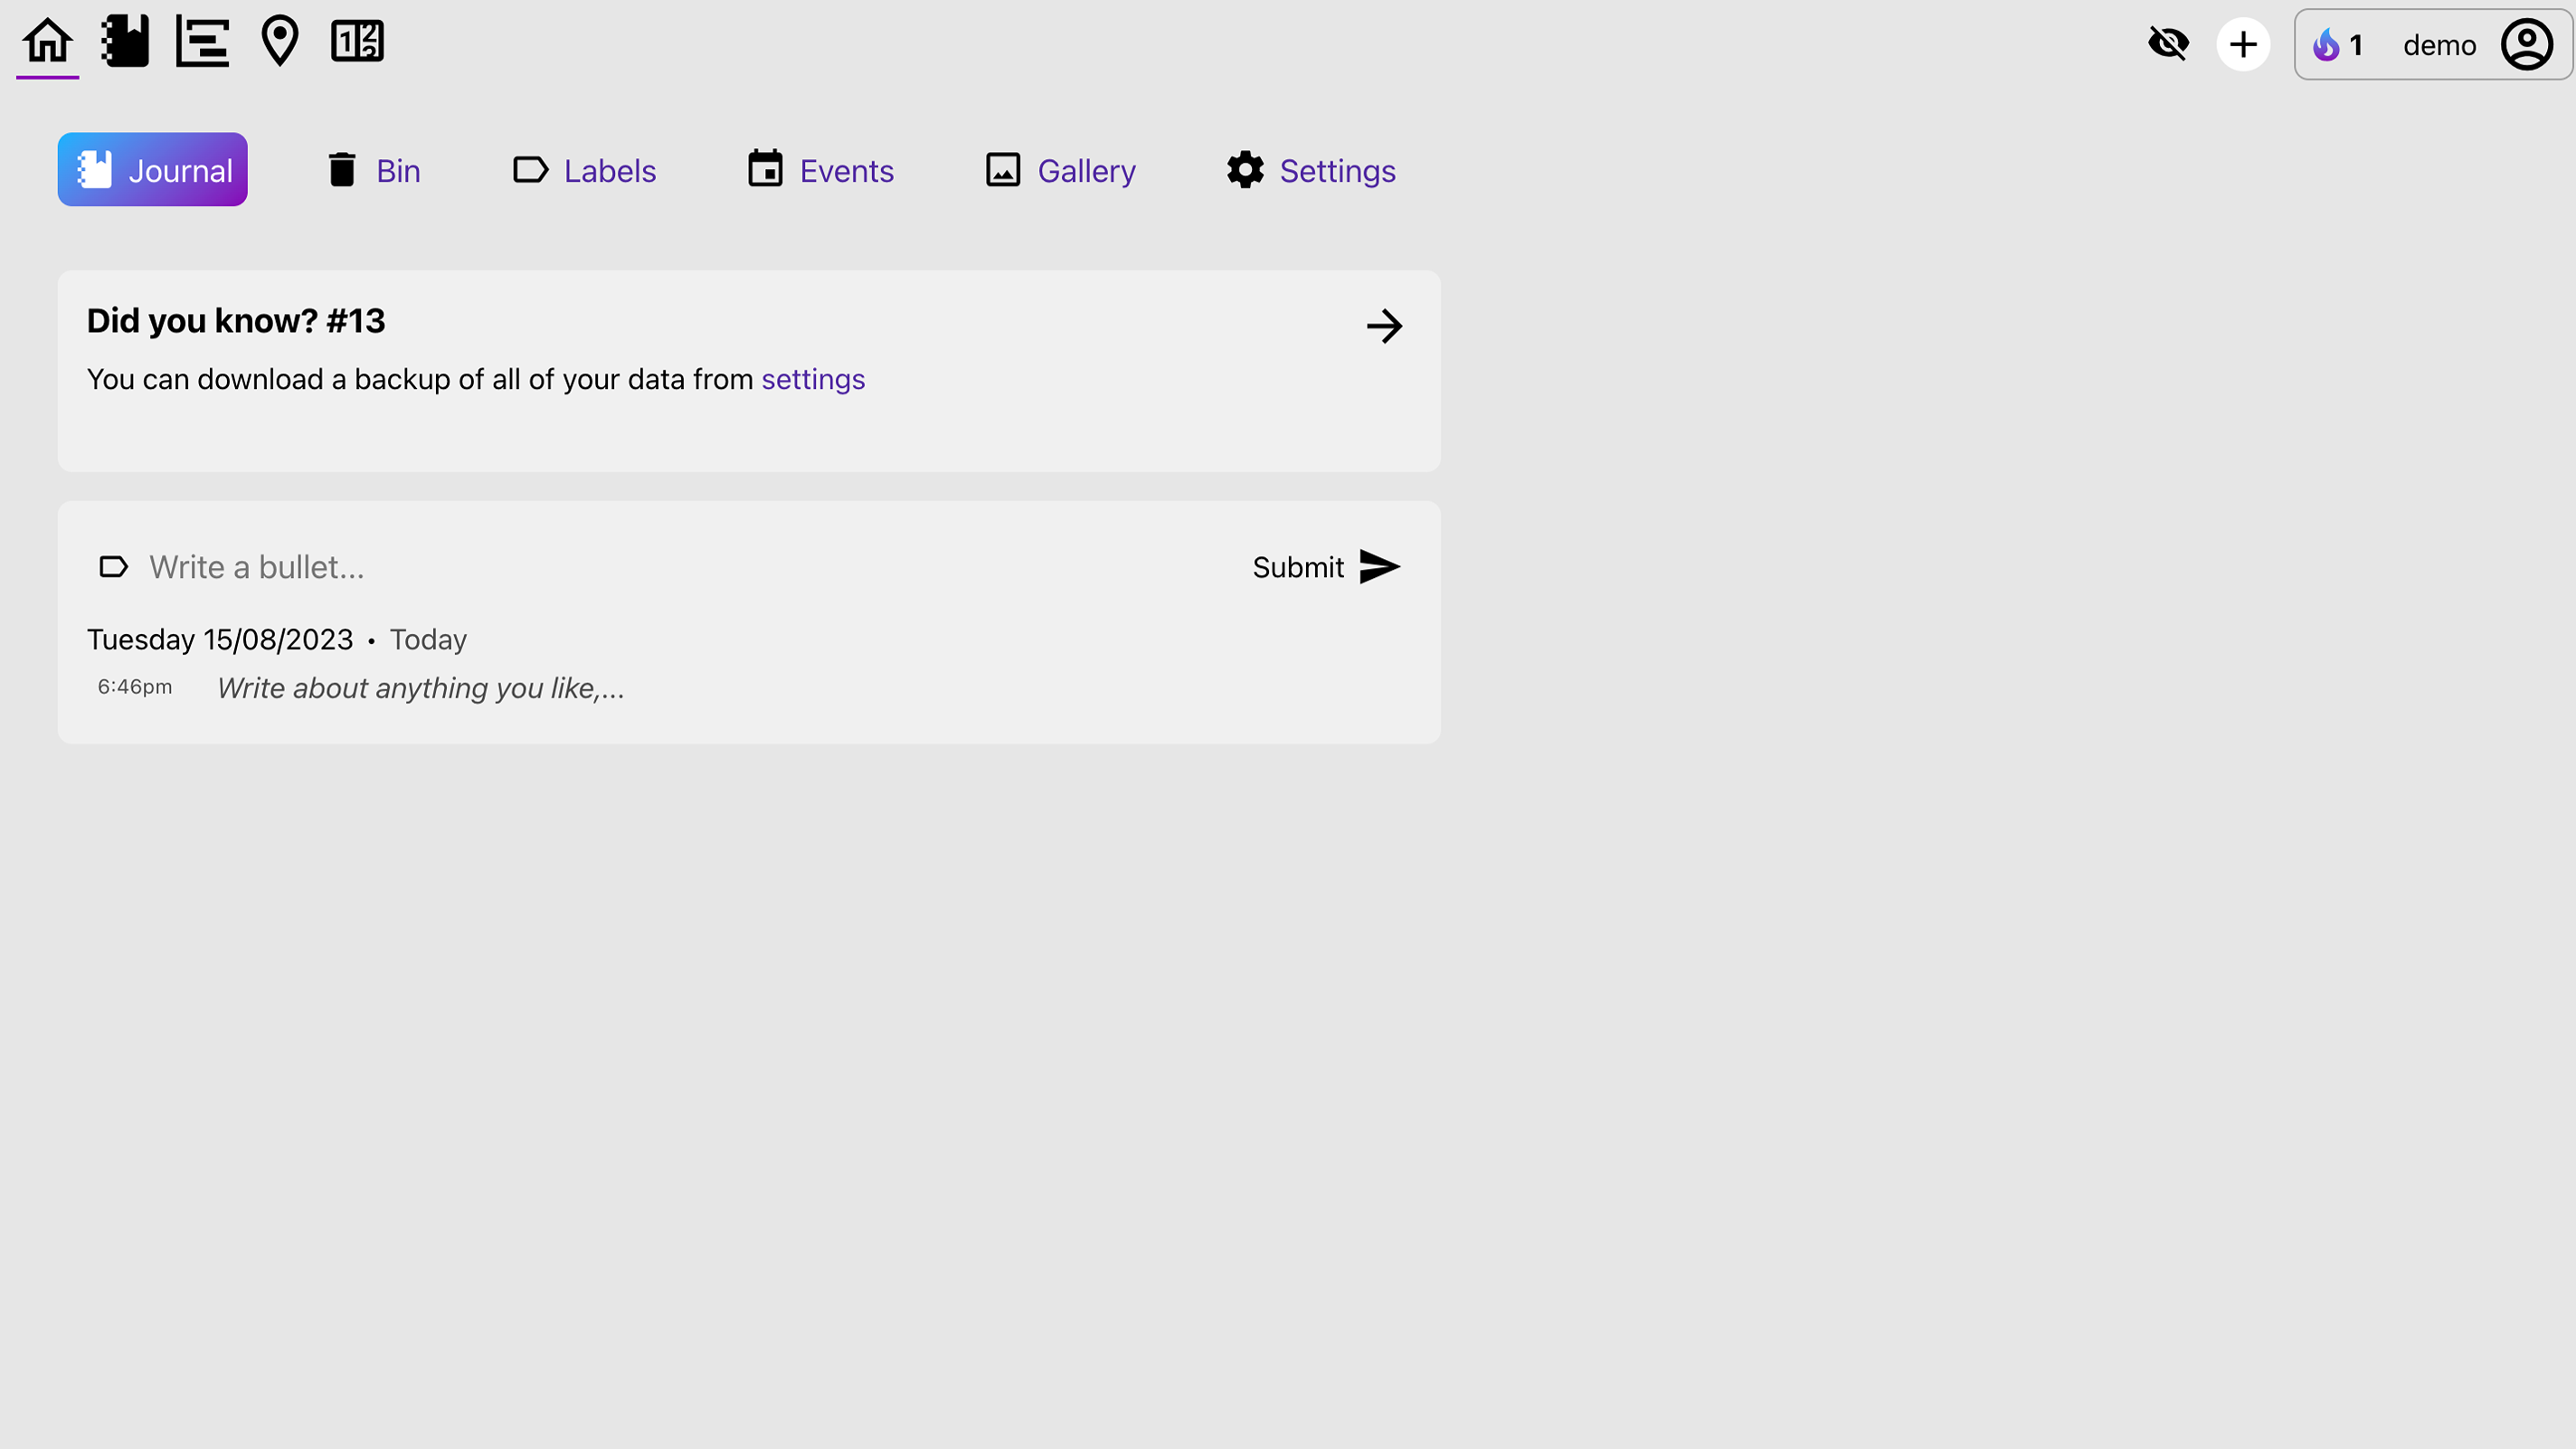 1 demo
Journal Bin Labels Events Gallery Settings
Did you know? #13
You can download a backup of all of your data from settings
Write a bullet...
Submit
Tuesday 15/08/2023 • Today
6:46pm Write about anything you like,...